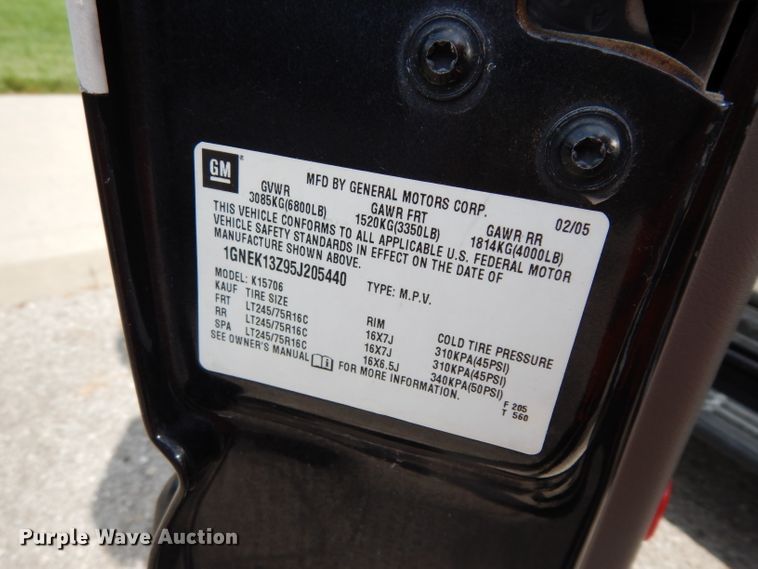 GM
MFD BY GENERAL MOTORS CORP.
GVWR GAWR FRT GAWR RR 02/05
3085KG(6800LB) 1520KG(3350LB) 1814KG(4000LB)
THIS VEHICLE CONFORMS TO ALL APPLICABLE U.S. FEDERAL MOTOR
VEHICLE SAFETY STANDARDS IN EFFECT ON THE DATE OF
MANUFACTURE SHOWN ABOVE.
1GNEK13Z95J205440 TYPE: M.P.V.
MODEL: K15706
KAUF TIRE SIZE RIM COLD TIRE PRESSURE
FRT LT245/75R16C 16X7J 310KPA(45PSI)
RR LT245/75R16C 16X7J 310KPA(45PSI)
SPA LT245/75R16C 16X6.5J 340KPA(50PSI)
SEE OWNER'S MANUAL FOR MORE INFORMATION.
F 205
T 560
Purple Wave Auction